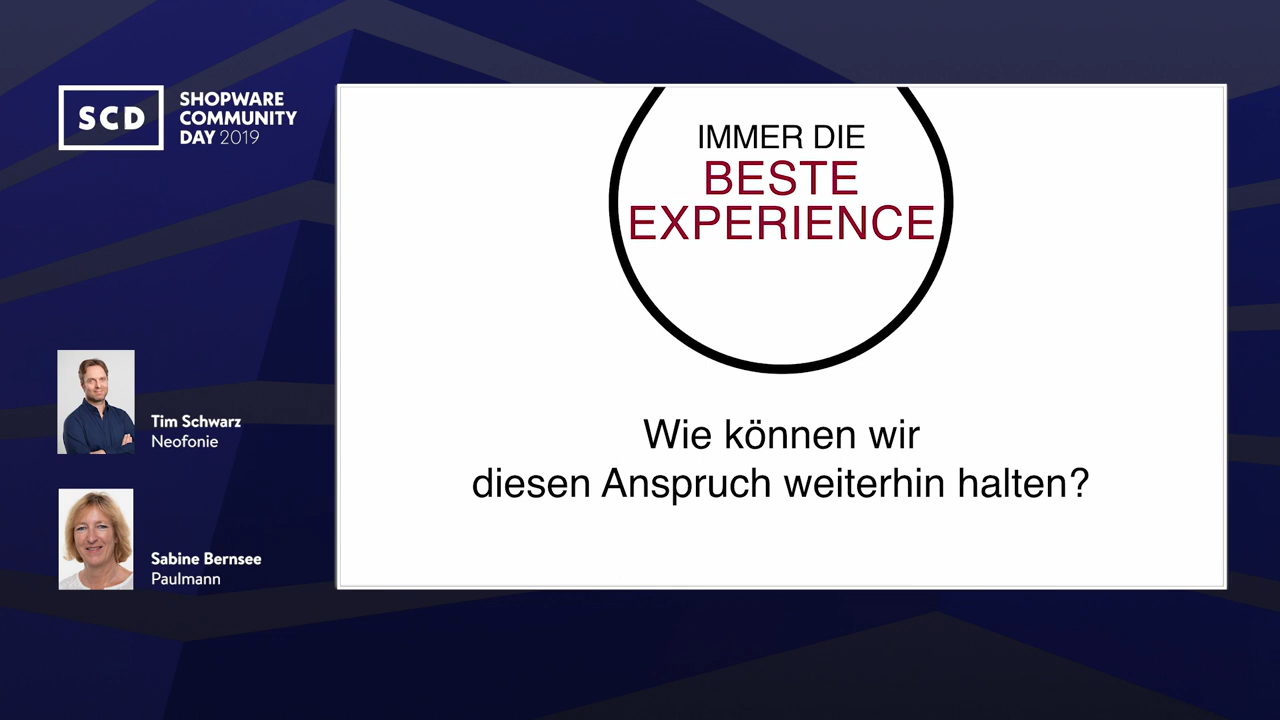 SCD
SHOPWARE
COMMUNITY
DAY 2019
Tim Schwarz
Neofonie
Sabine Bernsee
Paulmann
IMMER DIE
BESTE
EXPERIENCE
Wie können wir
diesen Anspruch weiterhin halten?